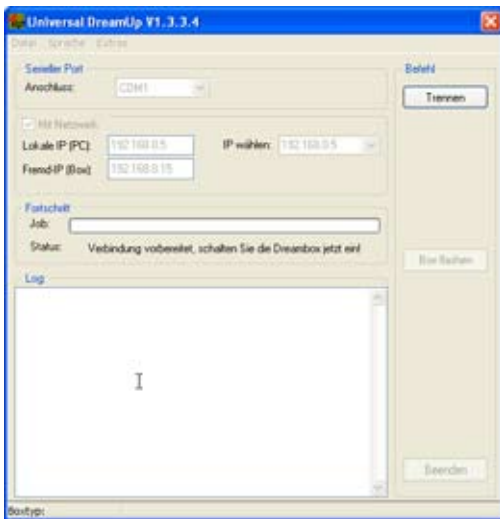 Universal DreamUp V1.3.3.4
Datei Sprache Extras
Serieller Port
Anschluss: COM1
Mit Netzwerk
Lokale IP (PC): 192.168.0.5 IP wählen: 192.168.0.5
Fremd-IP (Box): 192.168.0.15
Fortschritt
Job:
Status: Verbindung vorbereitet, schalten Sie die Dreambox jetzt ein!
Log
Boxtyp:
Befehl
Trennen
Box flashen
Beenden